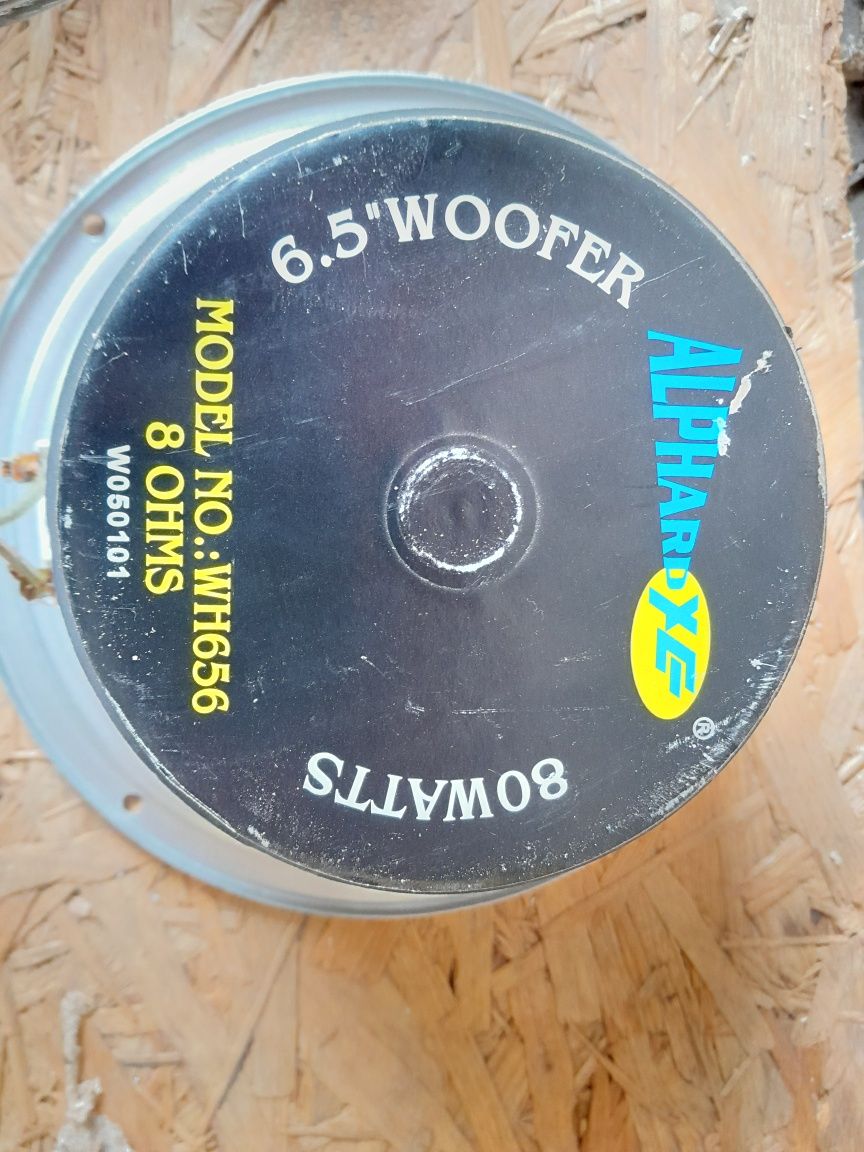 ALPHARD XE ®
6.5"WOOFER
80WATTS
MODEL NO.:WH656
8 OHMS
W050101